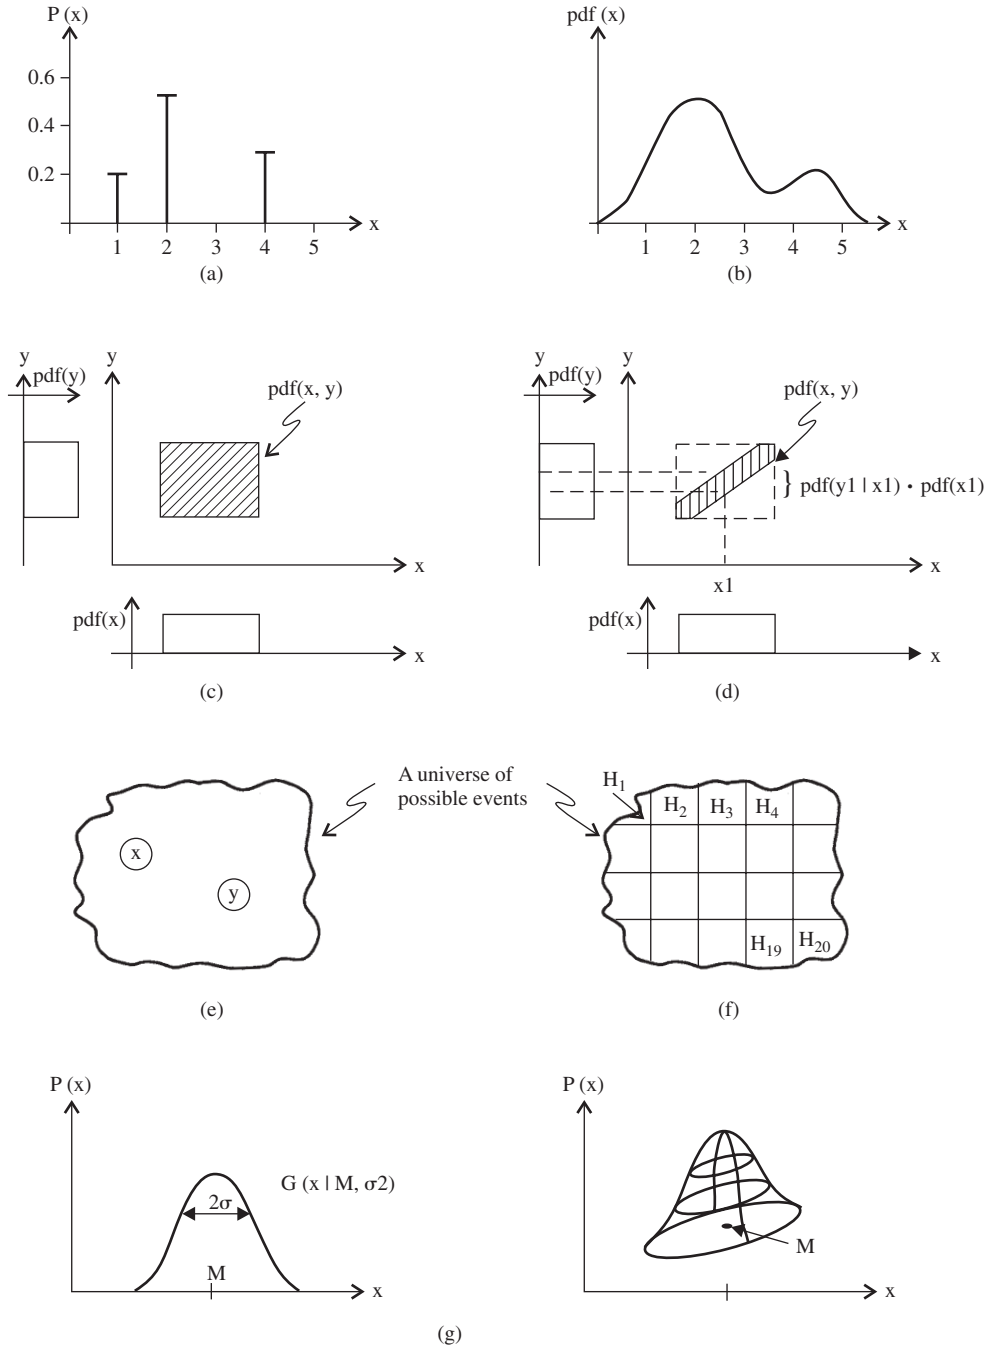 P (x)
0.6
0.4
0.2
1 2 3 4 5
x
(a)
pdf (x)
1 2 3 4 5
x
(b)
y
pdf(y)
y
pdf(x, y)
x
pdf(x)
x
(c)
y
pdf(y)
y
pdf(x, y)
} pdf(y1 | x1) • pdf(x1)
x
x1
pdf(x)
x
(d)
A universe of
possible events
x
y
(e)
H₁
H₂ H₃ H₄
H₁₉ H₂₀
(f)
P (x)
G (x | M, σ2)
2σ
M
x
P (x)
M
x
(g)